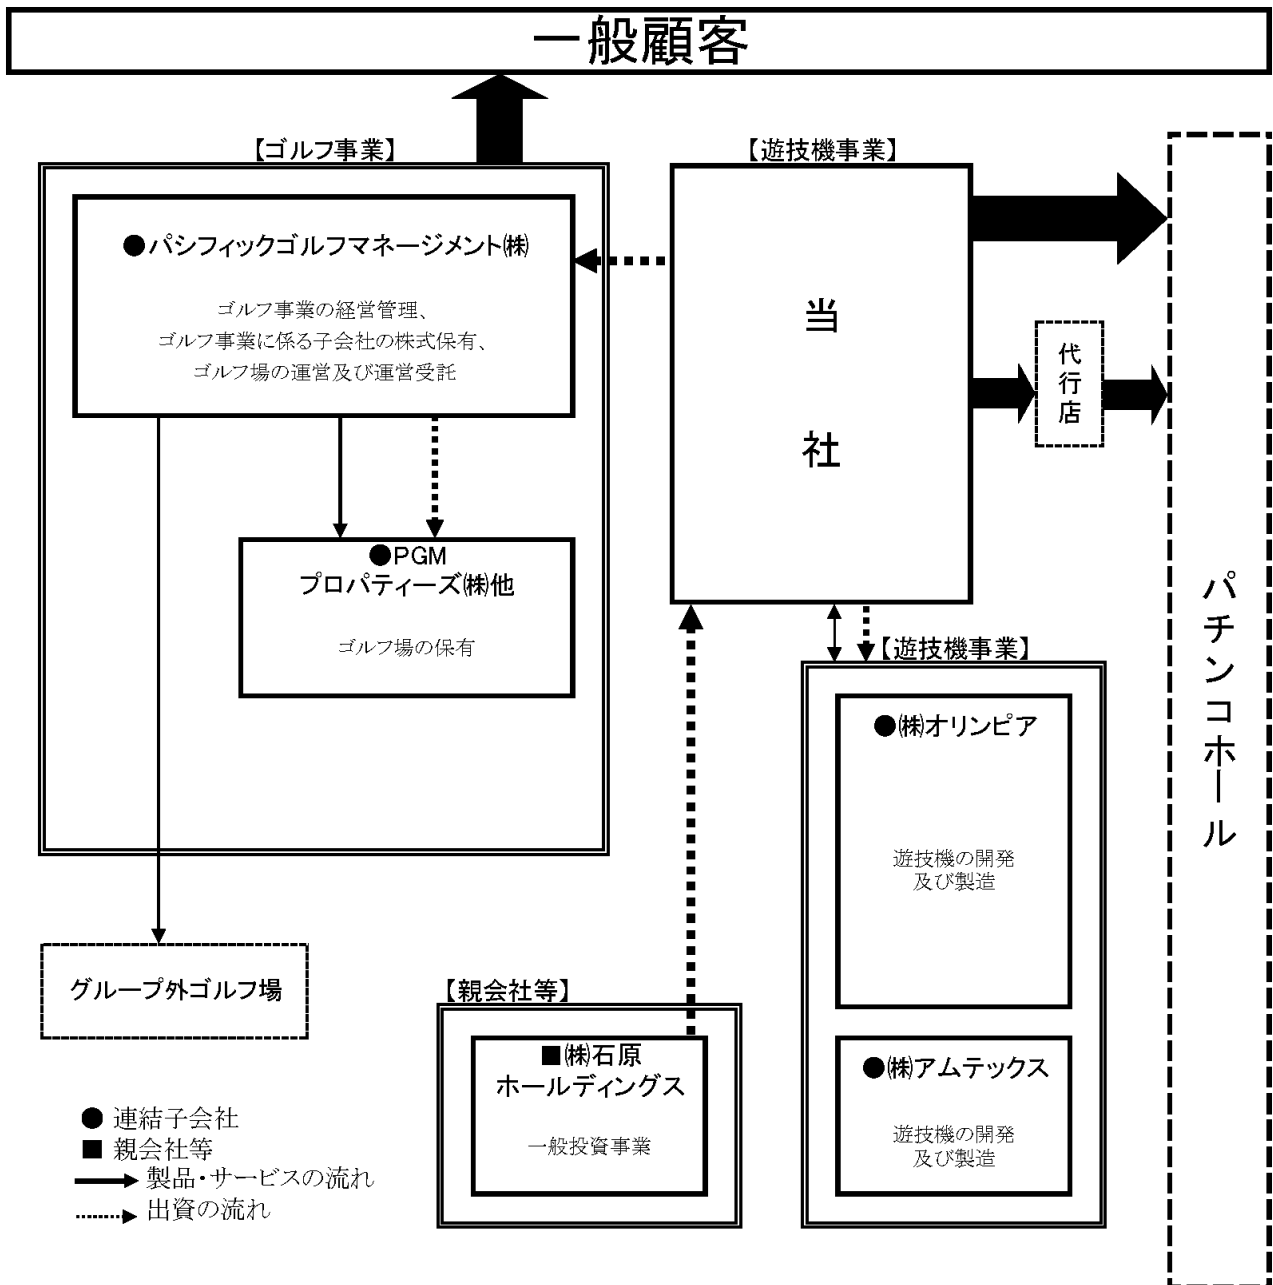 一般顧客
【ゴルフ事業】
●パシフィックゴルフマネージメント㈱
ゴルフ事業の経営管理、
ゴルフ事業に係る子会社の株式保有、
ゴルフ場の運営及び運営受託
●PGM
プロパティーズ㈱他
ゴルフ場の保有
グループ外ゴルフ場
【遊技機事業】
当社
代行店
パチンコホール
【遊技機事業】
●㈱オリンピア
遊技機の開発
及び製造
●㈱アムテックス
遊技機の開発
及び製造
【親会社等】
■㈱石原
ホールディングス
一般投資事業
● 連結子会社
■ 親会社等
製品・サービスの流れ
出資の流れ